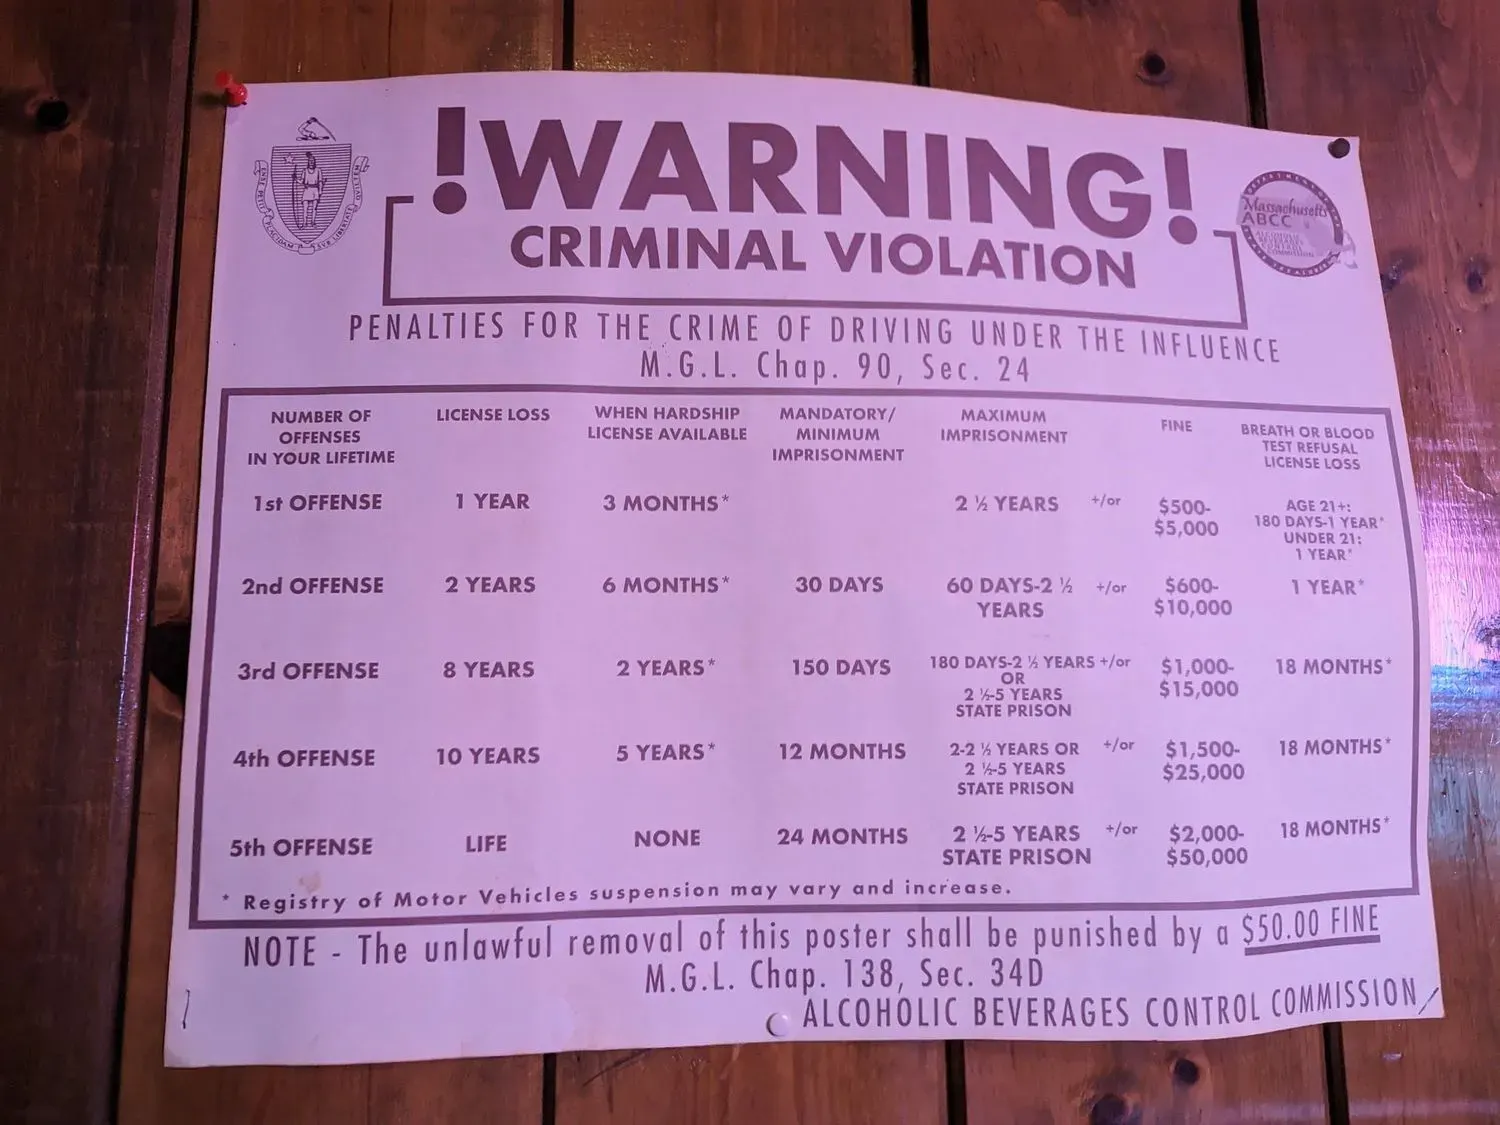 !WARNING!
CRIMINAL VIOLATION
ENSE PETIT PLACIDAM SUB LIBERTATE QUIETEM
Massachusetts
ABCC
ALCOHOLIC
BEVERAGES
CONTROL
COMMISSION
PENALTIES FOR THE CRIME OF DRIVING UNDER THE INFLUENCE
M.G.L. Chap. 90, Sec. 24
NUMBER OF
OFFENSES
IN YOUR LIFETIME
LICENSE LOSS
WHEN HARDSHIP
LICENSE AVAILABLE
MANDATORY/
MINIMUM
IMPRISONMENT
MAXIMUM
IMPRISONMENT
FINE
BREATH OR BLOOD
TEST REFUSAL
LICENSE LOSS
1st OFFENSE
1 YEAR
3 MONTHS*
2 ½ YEARS
+/or
$500-
$5,000
AGE 21+:
180 DAYS-1 YEAR*
UNDER 21:
1 YEAR*
2nd OFFENSE
2 YEARS
6 MONTHS*
30 DAYS
60 DAYS-2 ½
YEARS
+/or
$600-
$10,000
1 YEAR*
3rd OFFENSE
8 YEARS
2 YEARS*
150 DAYS
180 DAYS-2 ½ YEARS
OR
2 ½-5 YEARS
STATE PRISON
+/or
$1,000-
$15,000
18 MONTHS*
4th OFFENSE
10 YEARS
5 YEARS*
12 MONTHS
2-2 ½ YEARS OR
2 ½-5 YEARS
STATE PRISON
+/or
$1,500-
$25,000
18 MONTHS*
5th OFFENSE
LIFE
NONE
24 MONTHS
2 ½-5 YEARS
STATE PRISON
+/or
$2,000-
$50,000
18 MONTHS*
* Registry of Motor Vehicles suspension may vary and increase.
NOTE - The unlawful removal of this poster shall be punished by a $50.00 FINE
M.G.L. Chap. 138, Sec. 34D
ALCOHOLIC BEVERAGES CONTROL COMMISSION